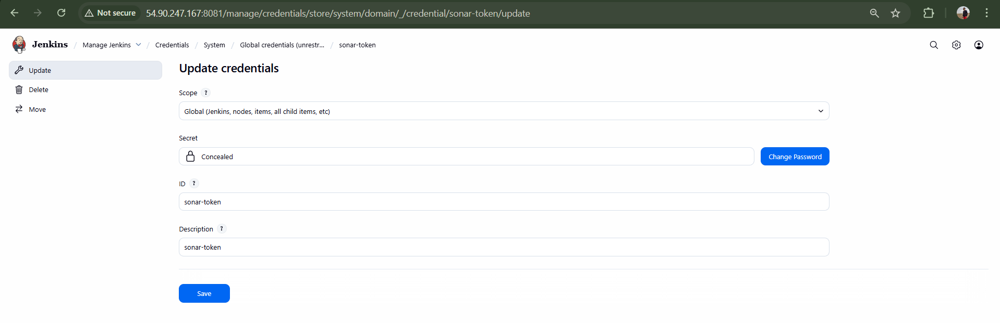 Not secure 54.90.247.167:8081/manage/credentials/store/system/domain/_/credential/sonar-token/update
Jenkins / Manage Jenkins / Credentials / System / Global credentials (unrestr... / sonar-token
Update
Delete
Move
Update credentials
Scope ?
Global (Jenkins, nodes, items, all child items, etc)
Secret
Concealed
Change Password
ID ?
sonar-token
Description ?
sonar-token
Save